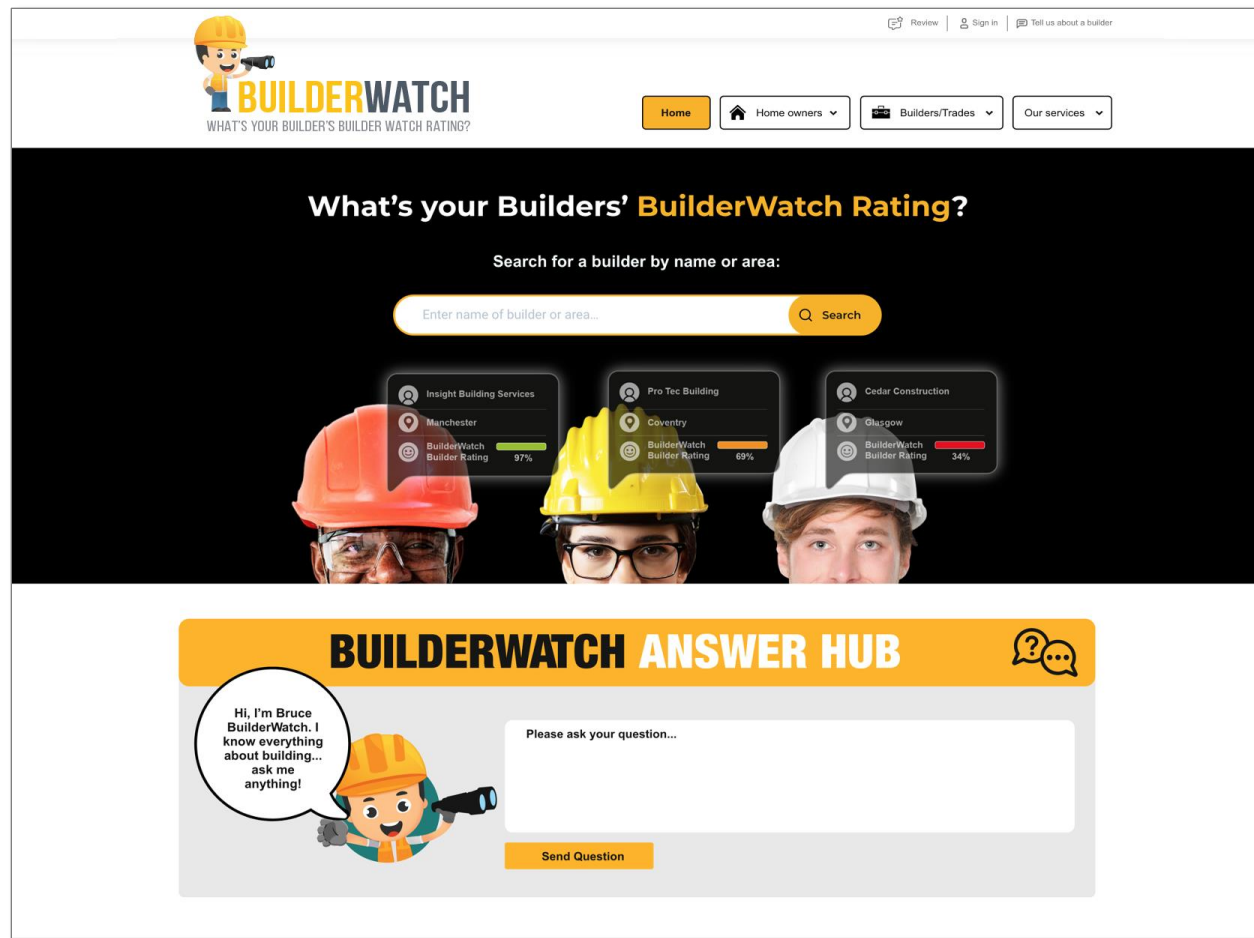 Review
Sign in
Tell us about a builder
BUILDERWATCH
WHAT'S YOUR BUILDER'S BUILDER WATCH RATING?
Home
Home owners
Builders/Trades
Our services
What's your Builders' BuilderWatch Rating?
Search for a builder by name or area:
Enter name of builder or area...
Search
Insight Building Services
Manchester
BuilderWatch
Builder Rating 97%
Pro Tec Building
Coventry
BuilderWatch
Builder Rating 69%
Cedar Construction
Glasgow
BuilderWatch
Builder Rating 34%
BUILDERWATCH ANSWER HUB
Hi, I'm Bruce
BuilderWatch. I
know everything
about building...
ask me
anything!
Please ask your question...
Send Question